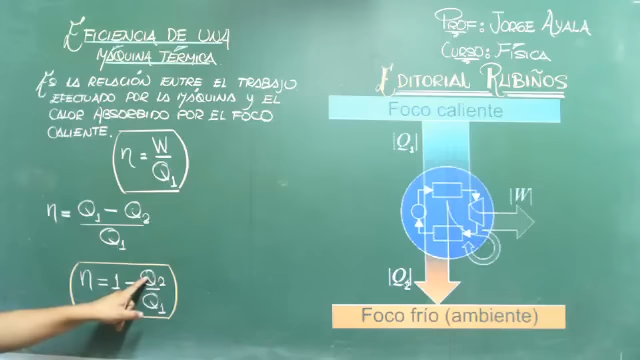 EFICIENCIA DE UNA
MÁQUINA TÉRMICA
ES LA RELACIÓN ENTRE EL TRABAJO
EFECTUADO POR LA MÁQUINA Y EL
CALOR ABSORBIDO POR EL FOCO
CALIENTE.
n = W/Q₁
n = Q₁ - Q₂/Q₁
n = 1 - Q₂/Q₁
PROF: JORGE AYALA
CURSO: FÍSICA
EDITORIAL RUBIÑOS
Foco caliente
|Q₁|
|W|
|Q₂|
Foco frío (ambiente)